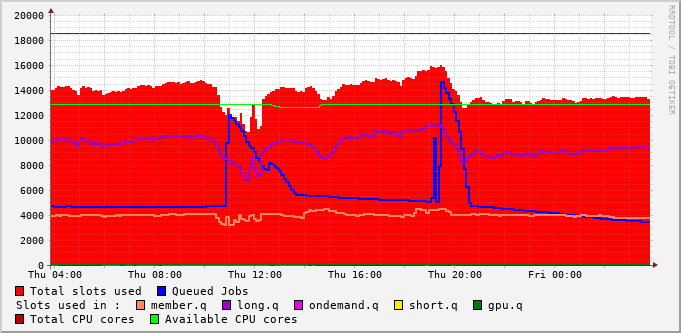 RRDTOOL / TOBI OETIKER
20000
18000
16000
14000
12000
10000
8000
6000
4000
2000
0
Thu 04:00 Thu 08:00 Thu 12:00 Thu 16:00 Thu 20:00 Fri 00:00
Total slots used Queued Jobs
Slots used in : member.q long.q ondemand.q short.q gpu.q
Total CPU cores Available CPU cores